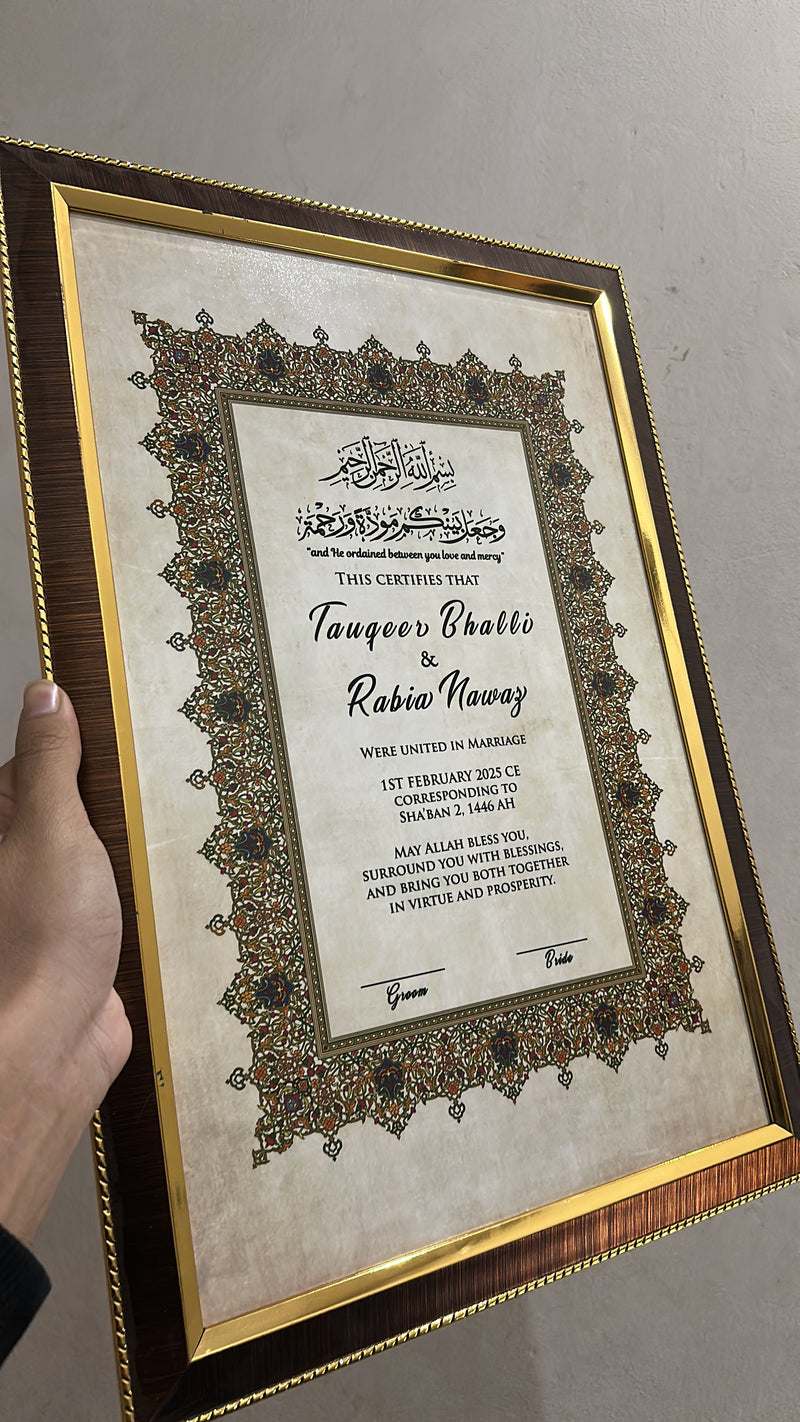 بسم الله الرحمن الرحيم
وجعل بينكم مودة ورحمة
"and He ordained between you love and mercy"
THIS CERTIFIES THAT
Tauqeer Bhalli
&
Rabia Nawaz
WERE UNITED IN MARRIAGE
1ST FEBRUARY 2025 CE
CORRESPONDING TO
SHA'BAN 2, 1446 AH
MAY ALLAH BLESS YOU,
SURROUND YOU WITH BLESSINGS,
AND BRING YOU BOTH TOGETHER
IN VIRTUE AND PROSPERITY.
Groom
Bride